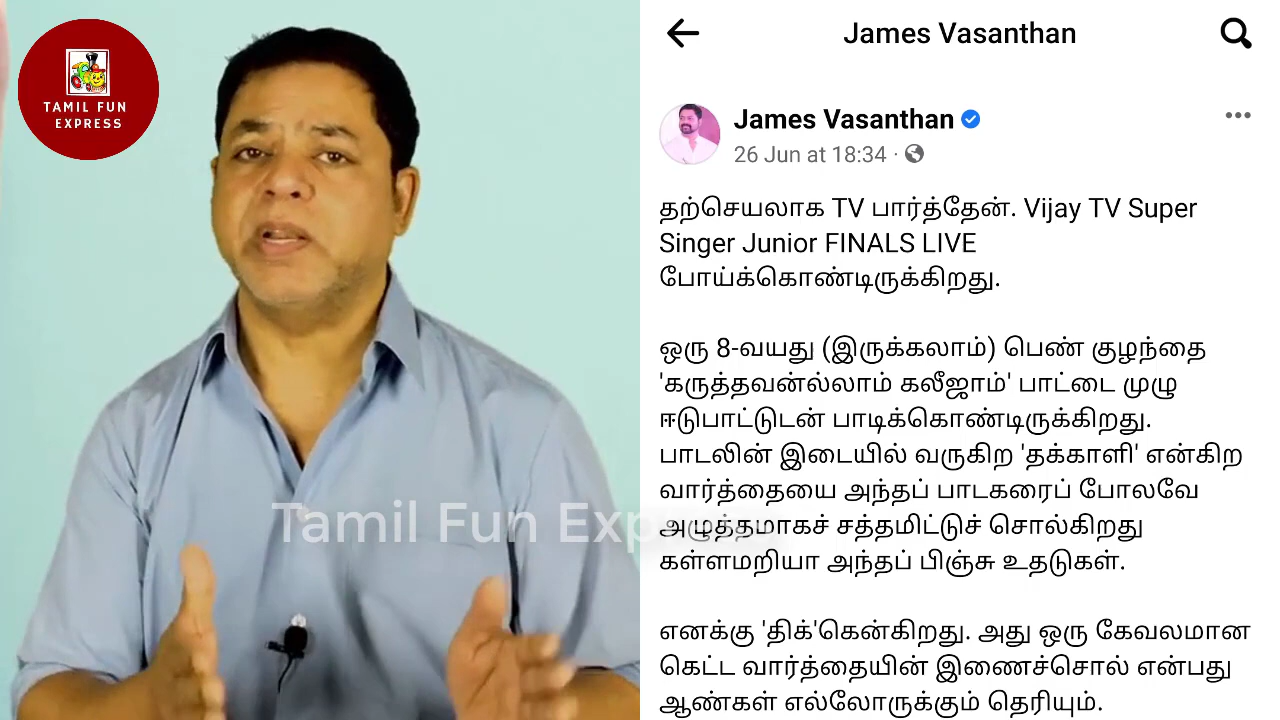 TAMIL FUN
EXPRESS
Tamil Fun Express
James Vasanthan
James Vasanthan
26 Jun at 18:34 ·
தற்செயலாக TV பார்த்தேன். Vijay TV Super
Singer Junior FINALS LIVE
போய்க்கொண்டிருக்கிறது.
ஒரு 8-வயது (இருக்கலாம்) பெண் குழந்தை
'கருத்தவன்ல்லாம் கலீஜாம்' பாட்டை முழு
ஈடுபாட்டுடன் பாடிக்கொண்டிருக்கிறது.
பாடலின் இடையில் வருகிற 'தக்காளி' என்கிற
வார்த்தையை அந்தப் பாடகரைப் போலவே
அழுத்தமாகச் சத்தமிட்டுச் சொல்கிறது
கள்ளமறியா அந்தப் பிஞ்சு உதடுகள்.
எனக்கு 'திக்'கென்கிறது. அது ஒரு கேவலமான
கெட்ட வார்த்தையின் இணைச்சொல் என்பது
ஆண்கள் எல்லோருக்கும் தெரியும்.